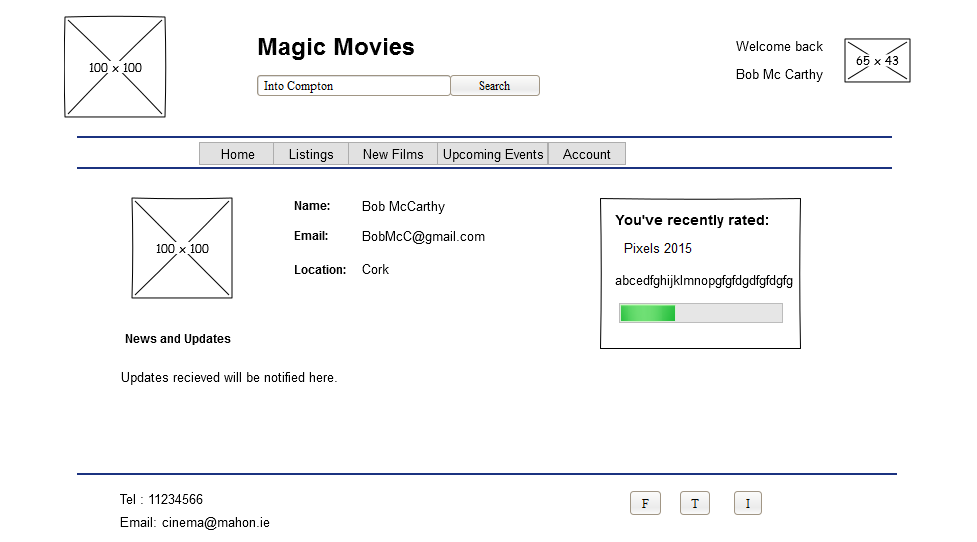 100 x 100
Magic Movies
Into Compton
Search
Welcome back
Bob Mc Carthy
65 x 43
Home
Listings
New Films
Upcoming Events
Account
100 x 100
Name: Bob McCarthy
Email: BobMcC@gmail.com
Location: Cork
You've recently rated:
Pixels 2015
abcedfghijklmnopgfgfdgdfgfdgfg
News and Updates
Updates recieved will be notified here.
Tel : 11234566
Email: cinema@mahon.ie
F
T
I